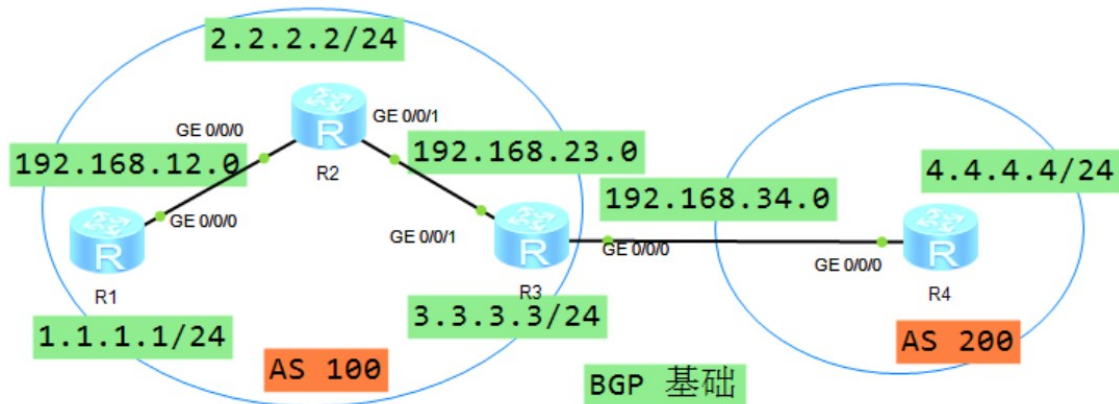 2.2.2.2/24
GE 0/0/0
GE 0/0/1
R
R2
192.168.12.0
192.168.23.0
GE 0/0/0
R
R1
1.1.1.1/24
GE 0/0/1
R
R3
3.3.3.3/24
AS 100
192.168.34.0
GE 0/0/0
4.4.4.4/24
GE 0/0/0
R
R4
AS 200
BGP 基础